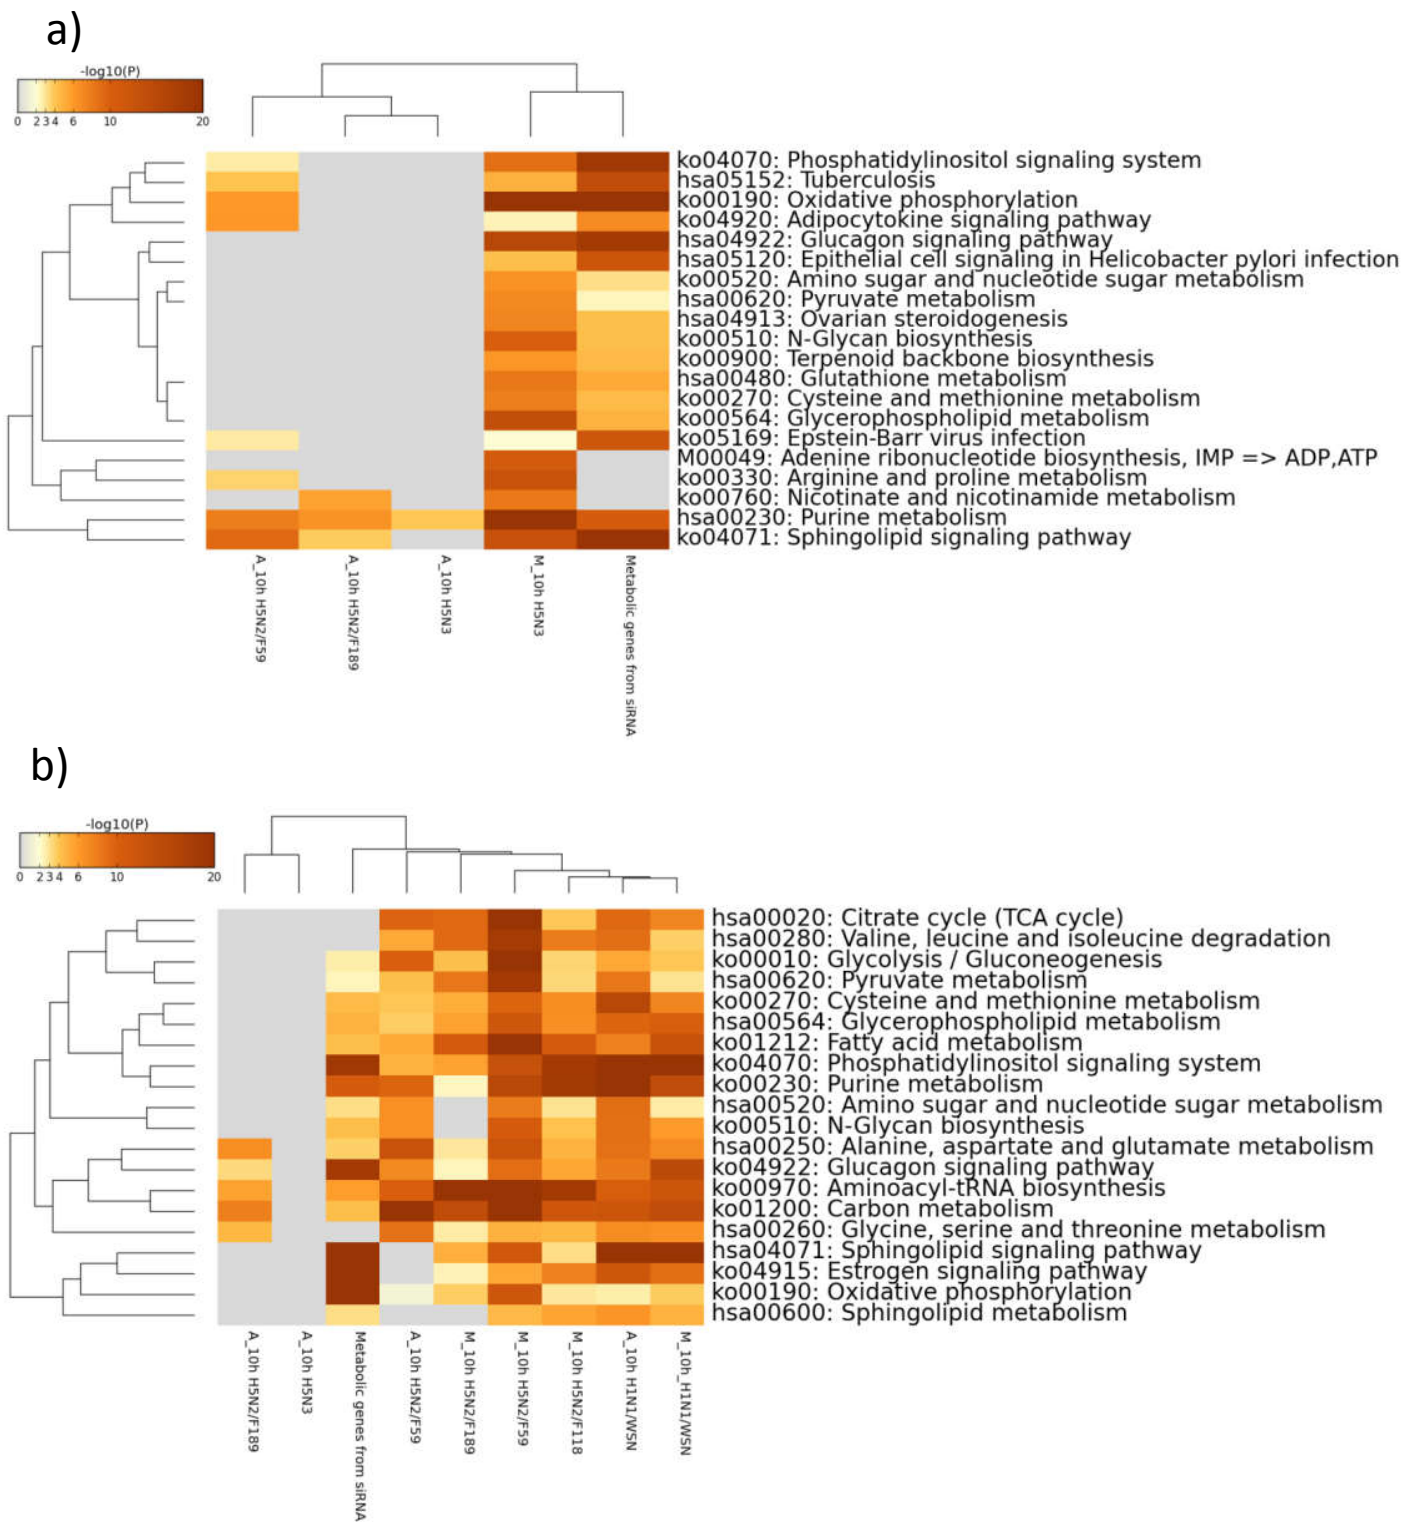 a)
-log10(P)
0 2 3 4 6 10 20
ko04070: Phosphatidylinositol signaling system
hsa05152: Tuberculosis
ko00190: Oxidative phosphorylation
ko04920: Adipocytokine signaling pathway
hsa04922: Glucagon signaling pathway
hsa05120: Epithelial cell signaling in Helicobacter pylori infection
ko00520: Amino sugar and nucleotide sugar metabolism
hsa00620: Pyruvate metabolism
hsa04913: Ovarian steroidogenesis
ko00510: N-Glycan biosynthesis
ko00900: Terpenoid backbone biosynthesis
hsa00480: Glutathione metabolism
ko00270: Cysteine and methionine metabolism
ko00564: Glycerophospholipid metabolism
ko05169: Epstein-Barr virus infection
M00049: Adenine ribonucleotide biosynthesis, IMP => ADP,ATP
ko00330: Arginine and proline metabolism
ko00760: Nicotinate and nicotinamide metabolism
hsa00230: Purine metabolism
ko04071: Sphingolipid signaling pathway
A_10h H5N2/F59
A_10h H5N2/F189
A_10h H5N3
M_10h H5N3
Metabolic genes from siRNA
b)
-log10(P)
0 2 3 4 6 10 20
hsa00020: Citrate cycle (TCA cycle)
hsa00280: Valine, leucine and isoleucine degradation
ko00010: Glycolysis / Gluconeogenesis
hsa00620: Pyruvate metabolism
ko00270: Cysteine and methionine metabolism
hsa00564: Glycerophospholipid metabolism
ko01212: Fatty acid metabolism
ko04070: Phosphatidylinositol signaling system
ko00230: Purine metabolism
hsa00520: Amino sugar and nucleotide sugar metabolism
ko00510: N-Glycan biosynthesis
hsa00250: Alanine, aspartate and glutamate metabolism
ko04922: Glucagon signaling pathway
ko00970: Aminoacyl-tRNA biosynthesis
ko01200: Carbon metabolism
hsa00260: Glycine, serine and threonine metabolism
hsa04071: Sphingolipid signaling pathway
ko04915: Estrogen signaling pathway
ko00190: Oxidative phosphorylation
hsa00600: Sphingolipid metabolism
A_10h H5N2/F189
A_10h H5N3
Metabolic genes from siRNA
A_10h H5N2/F59
M_10h H5N2/F189
M_10h H5N2/F59
M_10h H5N2/F118
A_10h H1N1/WSN
M_10h_H1N1/WSN